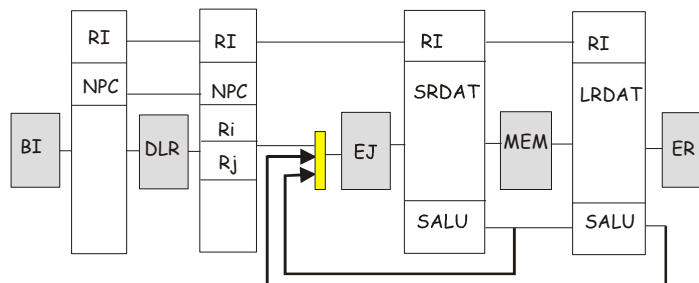 RI RI RI RI
NPC NPC SRDAT LRDAT
Ri
BI DLR Rj EJ MEM ER
SALU SALU